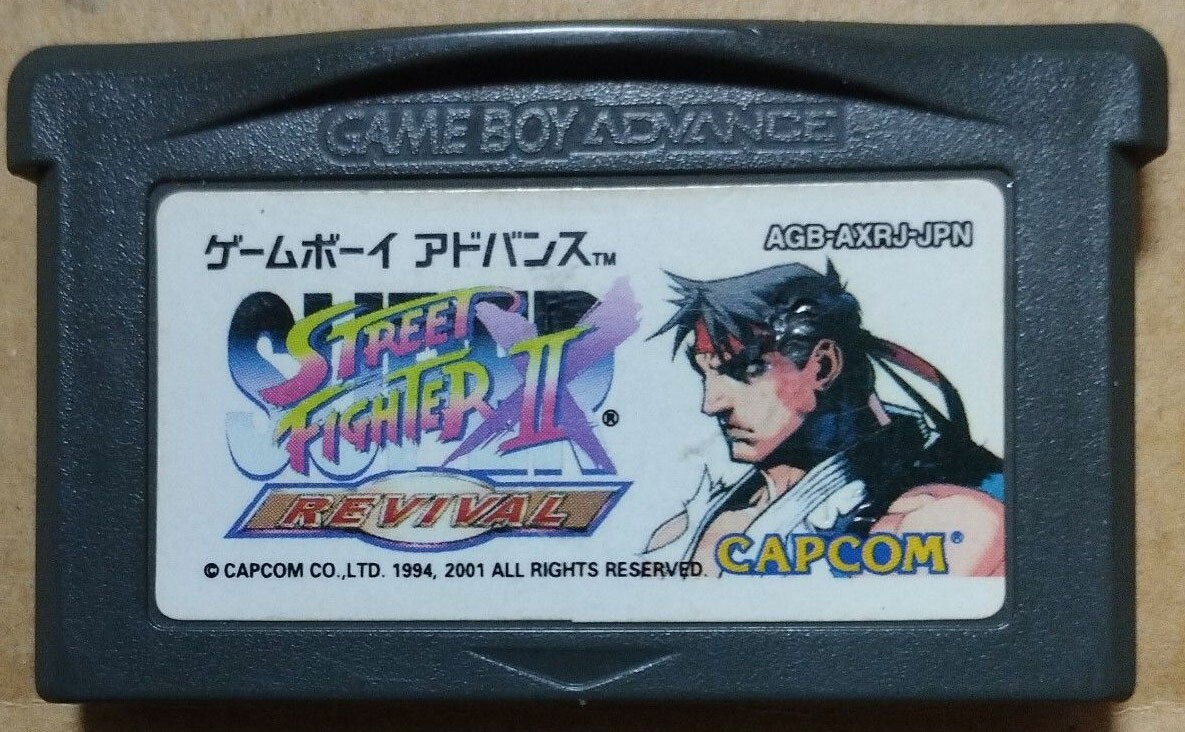 GAME BOY ADVANCE
ゲームボーイ アドバンス™
AGB-AXRJ-JPN
SUPER
STREET
FIGHTER II X
®
REVIVAL
© CAPCOM CO.,LTD. 1994, 2001 ALL RIGHTS RESERVED.
CAPCOM®